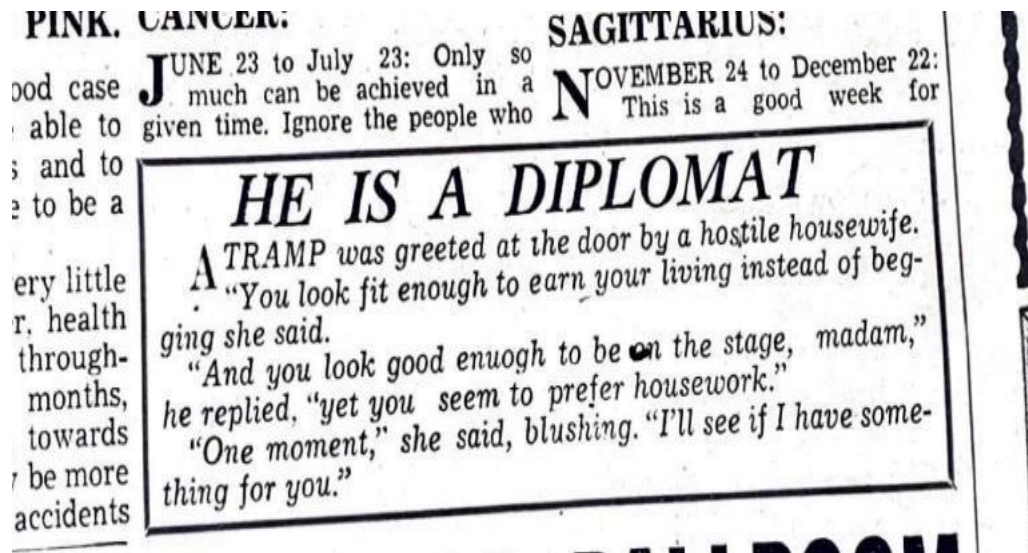 PINK.
ood case
able to
s and to
e to be a
ery little
r, health
through-
months,
towards
y be more
accidents
CANCER:
JUNE 23 to July 23: Only so
much can be achieved in a
given time. Ignore the people who
SAGITTARIUS:
NOVEMBER 24 to December 22:
This is a good week for
HE IS A DIPLOMAT
A TRAMP was greeted at the door by a hostile housewife.
"You look fit enough to earn your living instead of beg-
ging she said.
"And you look good enuogh to be on the stage, madam,"
he replied, "yet you seem to prefer housework."
"One moment," she said, blushing. "I'll see if I have some-
thing for you."
BALLROOM